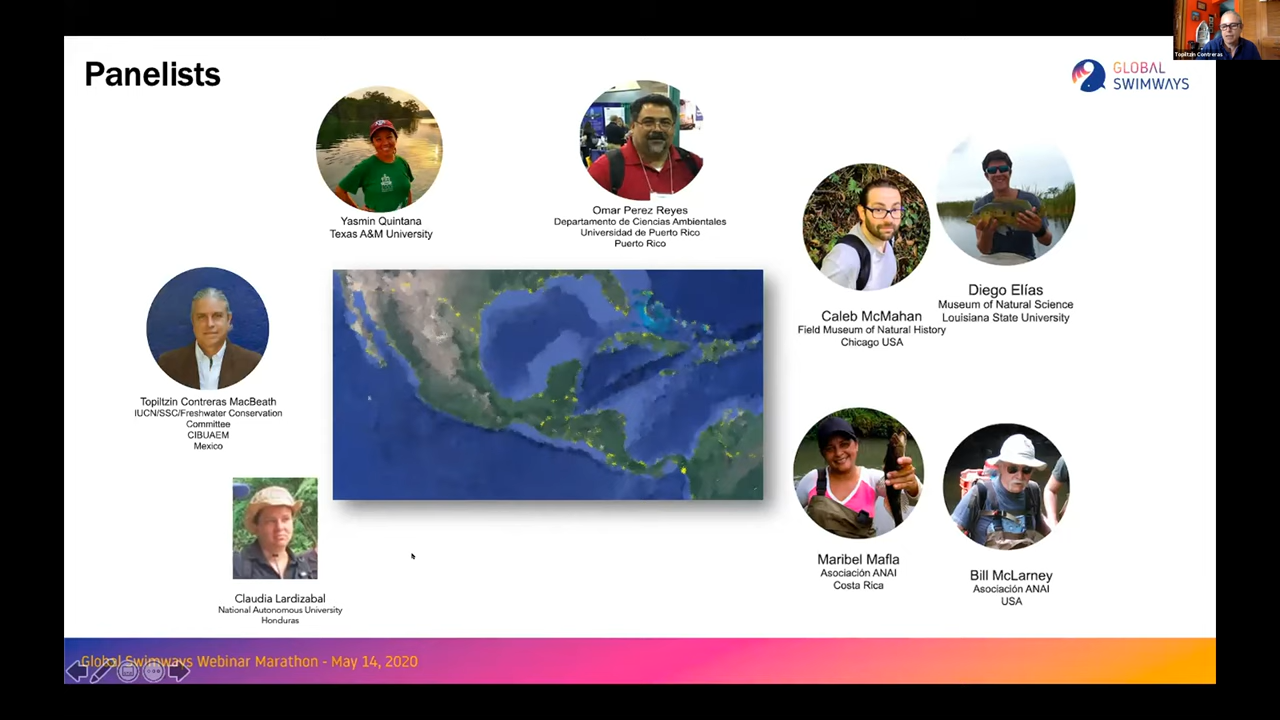 Panelists
GLOBAL
SWIMWAYS
Topiltzin Contreras
Yasmin Quintana
Texas A&M University
Omar Perez Reyes
Departamento de Ciencias Ambientales
Universidad de Puerto Rico
Puerto Rico
Caleb McMahan
Field Museum of Natural History
Chicago USA
Diego Elías
Museum of Natural Science
Louisiana State University
Topiltzin Contreras MacBeath
IUCN/SSC/Freshwater Conservation
Committee
CIBUAEM
Mexico
Claudia Lardizabal
National Autonomous University
Honduras
Maribel Mafla
Asociación ANAI
Costa Rica
Bill McLarney
Asociación ANAI
USA
Global Swimways Webinar Marathon - May 14, 2020